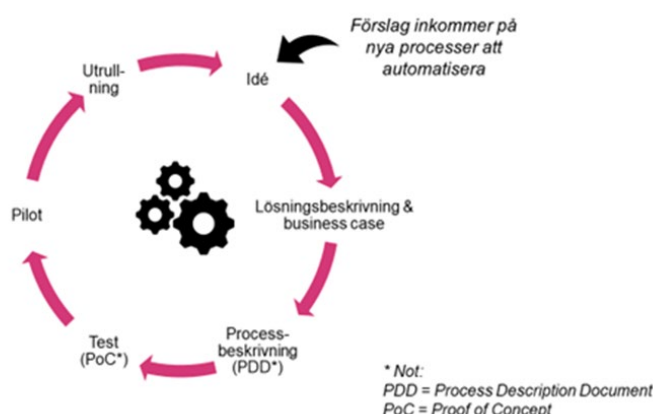 Förslag inkommer på
nya processer att
automatisera
Idé
Lösningsbeskrivning &
business case
Process-
beskrivning
(PDD*)
Test
(PoC*)
Pilot
Utrull-
ning
* Not:
PDD = Process Description Document
PoC = Proof of Concept